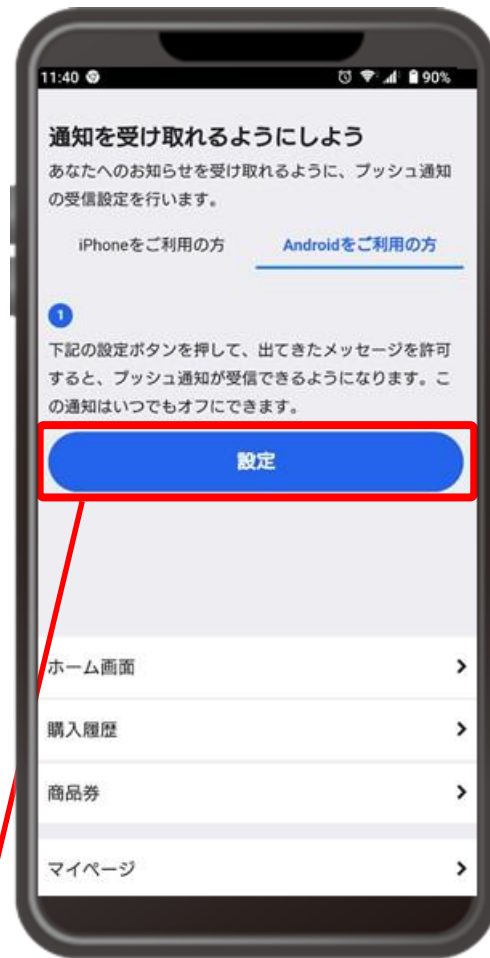 11:40 90%
通知を受け取れるようにしよう
あなたへのお知らせを受け取れるように、プッシュ通知
の受信設定を行います。
iPhoneをご利用の方 Androidをご利用の方
1
下記の設定ボタンを押して、出てきたメッセージを許可
すると、プッシュ通知が受信できるようになります。こ
の通知はいつでもオフにできます。
設定
ホーム画面
購入履歴
商品券
マイページ